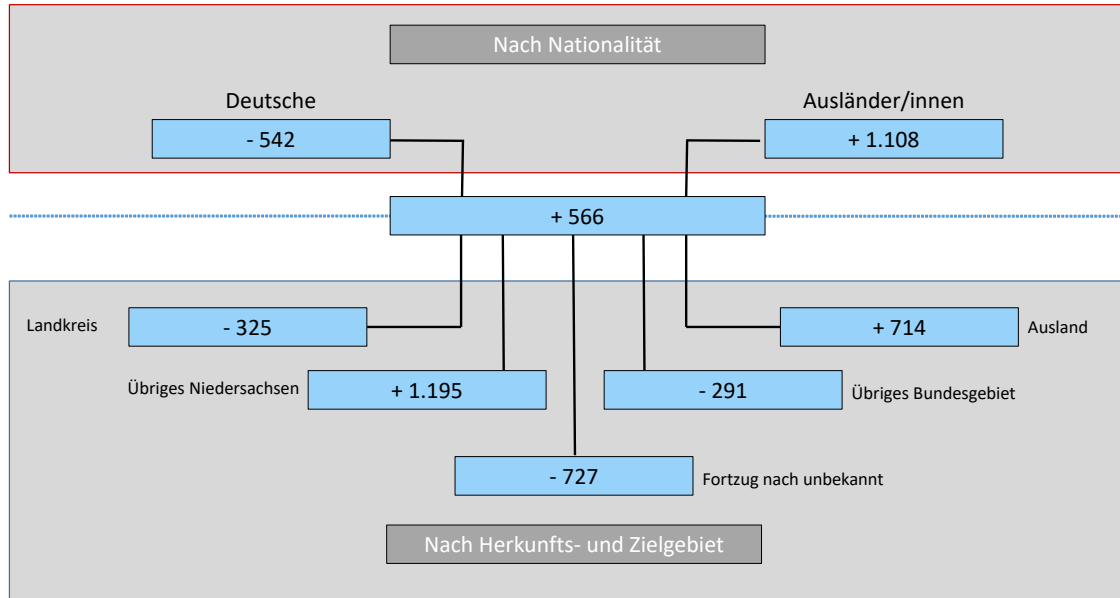 Nach Nationalität
Deutsche
Ausländer/innen
- 542
+ 1.108
+ 566
Landkreis
- 325
+ 714
Ausland
Übriges Niedersachsen
+ 1.195
- 291
Übriges Bundesgebiet
- 727
Fortzug nach unbekannt
Nach Herkunfts- und Zielgebiet